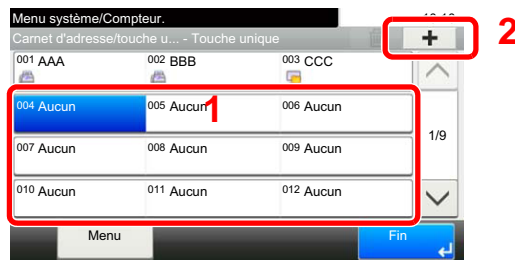 Menu système/Compteur.
Carnet d'adresse/touche u... - Touche unique
+
2
001 AAA 002 BBB 003 CCC
004 Aucun 005 Aucun 006 Aucun
1
1/9
007 Aucun 008 Aucun 009 Aucun
010 Aucun 011 Aucun 012 Aucun
Menu Fin